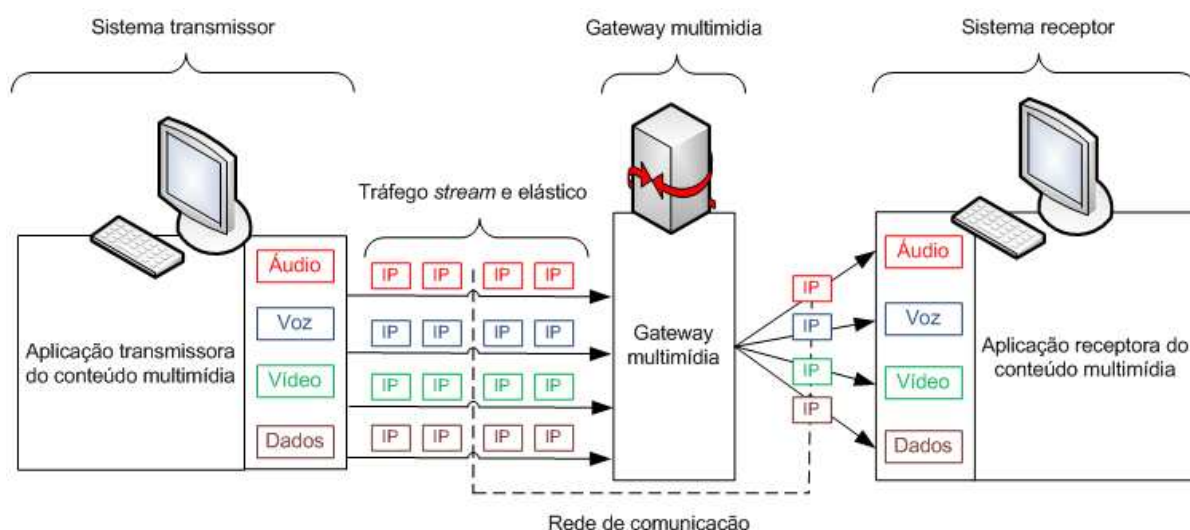 Sistema transmissor
Gateway multimidia
Sistema receptor
Tráfego stream e elástico
Aplicação transmissora
do conteúdo multimídia
Áudio
Voz
Vídeo
Dados
IP IP IP IP
IP IP IP IP
IP IP IP IP
IP IP IP IP
Gateway
multimídia
IP
IP
IP
IP
Áudio
Voz
Vídeo
Dados
Aplicação receptora do
conteúdo multimídia
Rede de comunicação